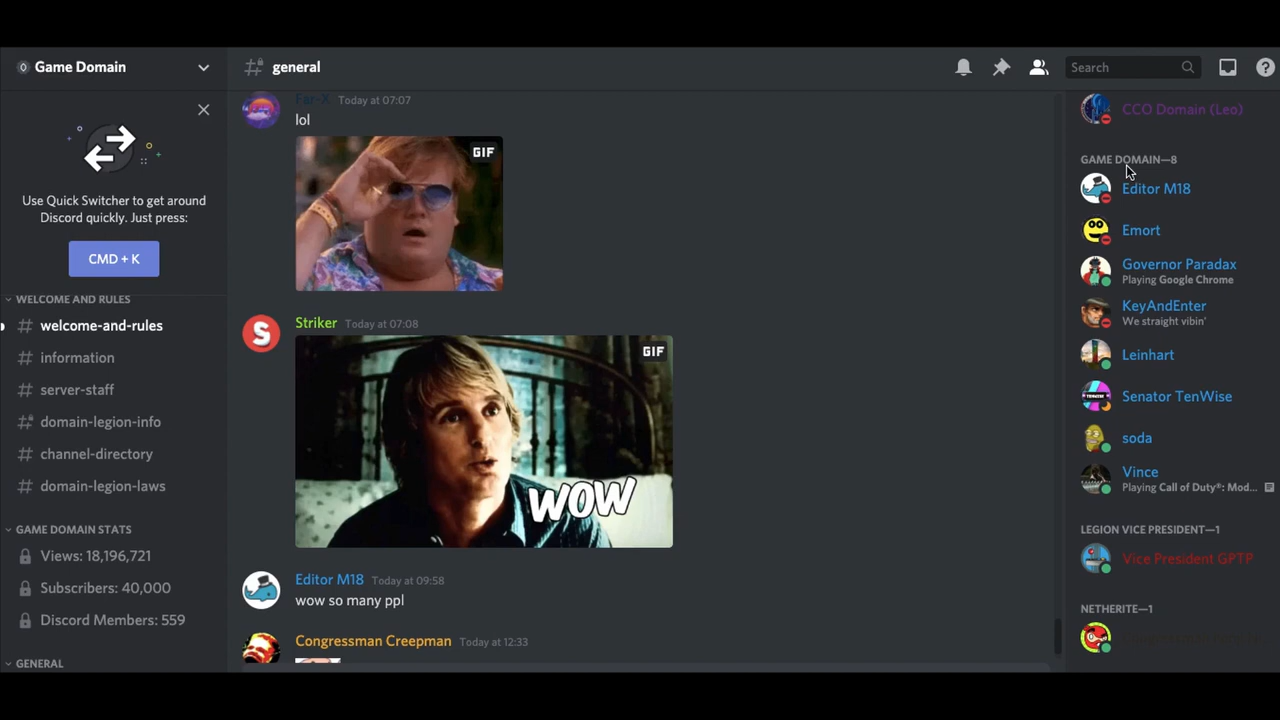 Game Domain
Use Quick Switcher to get around
Discord quickly. Just press:
CMD + K
WELCOME AND RULES
# welcome-and-rules
# information
# server-staff
# domain-legion-info
# channel-directory
# domain-legion-laws
GAME DOMAIN STATS
Views: 18,196,721
Subscribers: 40,000
Discord Members: 559
GENERAL
# general
Search
Far-X Today at 07:07
lol
GIF
S
Striker Today at 07:08
GIF
WOW
Editor M18 Today at 09:58
wow so many ppl
Congressman Creepman Today at 12:33
CCO Domain (Leo)
GAME DOMAIN—8
Editor M18
Emort
Governor Paradax
Playing Google Chrome
KeyAndEnter
We straight vibin'
Leinhart
Senator TenWise
soda
Vince
Playing Call of Duty®: Mod...
LEGION VICE PRESIDENT—1
Vice President GPTP
NETHERITE—1